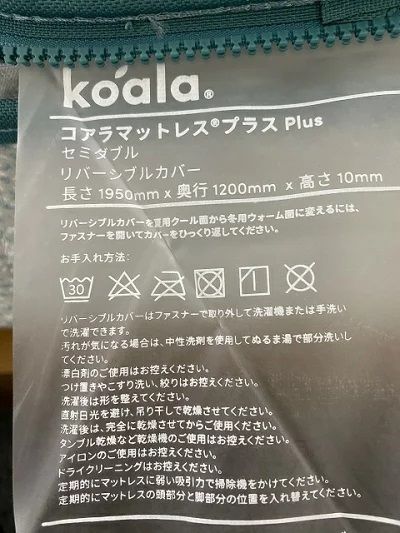 koala®
コアラマットレス®プラス Plus
セミダブル
リバーシブルカバー
長さ 1950mm x 奥行 1200mm x 高さ 10mm
リバーシブルカバーを夏用クール面から冬用ウォーム面に変えるには、
ファスナーを開いてカバーをひっくり返してください。
お手入れ方法:
30
リバーシブルカバーはファスナーで取り外して洗濯機または手洗い
で洗濯できます。
汚れが気になる場合は、中性洗剤を使用してぬるま湯で部分洗いし
てください。
漂白剤のご使用はお控えください。
つけ置きやこすり洗い、絞りはお控えください。
洗濯後は形を整えてください。
直射日光を避け、吊り干しで乾燥させてください。
洗濯後は、完全に乾燥させてからご使用ください。
タンブル乾燥など乾燥機のご使用はお控えください。
アイロンのご使用はお控えください。
ドライクリーニングはお控えください。
定期的にマットレスに弱い吸引力で掃除機をかけてください。
定期的にマットレスの頭部分と脚部分の位置を入れ替えてください。